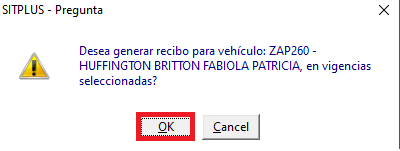 SITPLUS - Pregunta
Desea generar recibo para vehículo: ZAP260 -
HUFFINGTON BRITTON FABIOLA PATRICIA, en vigencias
seleccionadas?
OK
Cancel